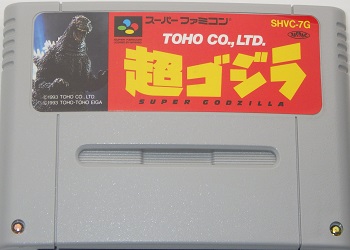 スーパーファミコン
SHVC-7G
TOHO CO., LTD.
超ゴジラ
SUPER GODZILLA
©1993 TOHO CO., LTD
©1993 TOHO-TOHO EIGA